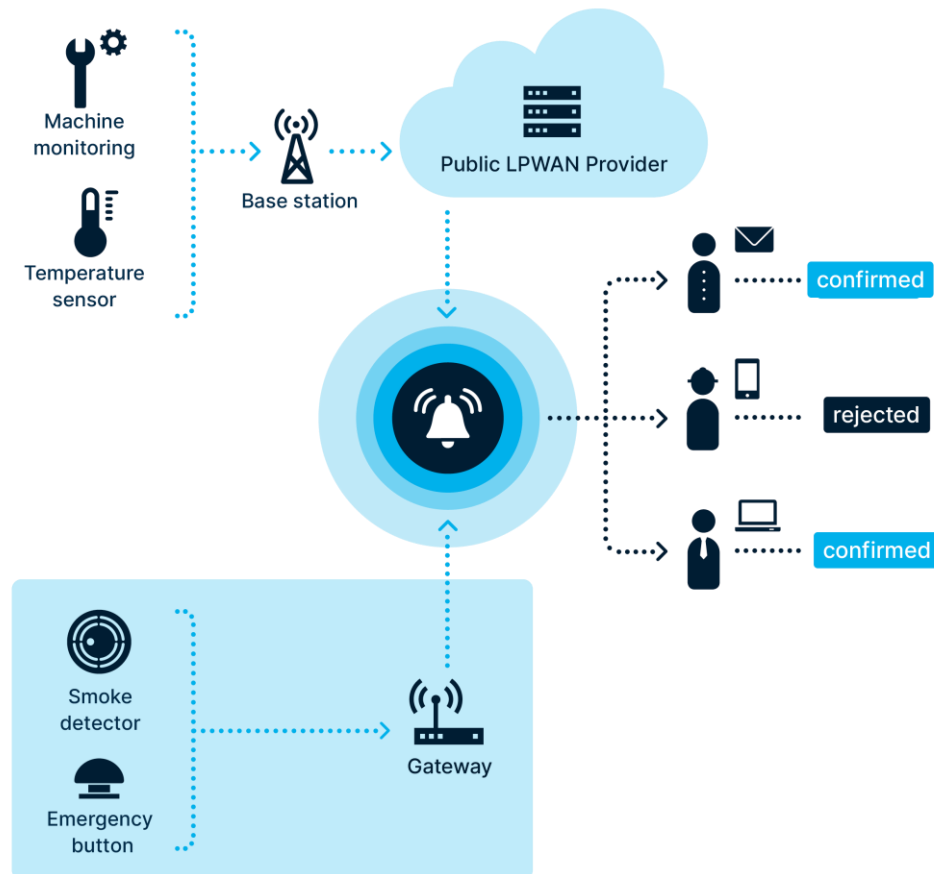 Machine
monitoring
Temperature
sensor
Base station
Public LPWAN Provider
confirmed
rejected
confirmed
Smoke
detector
Emergency
button
Gateway